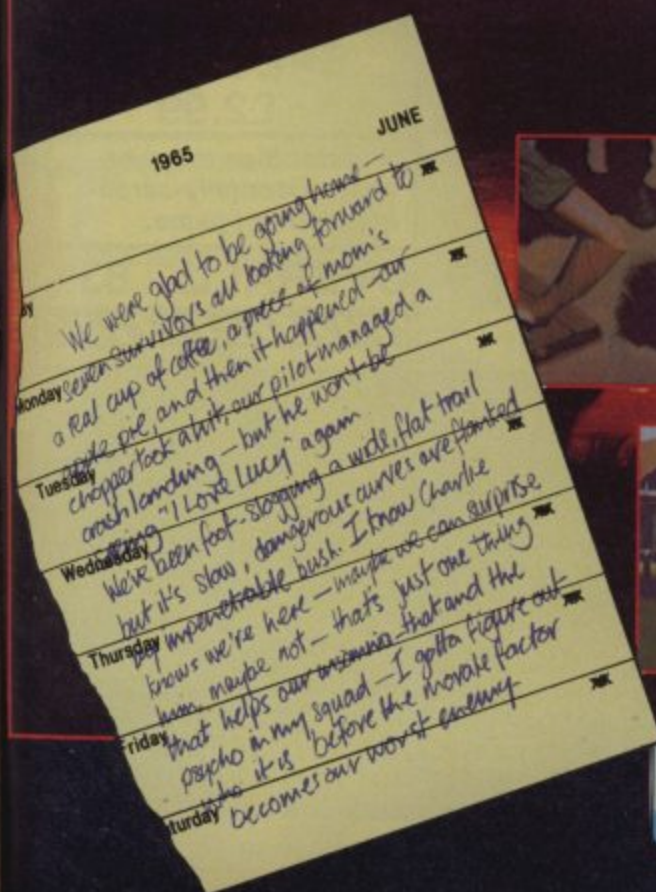 1965 JUNE
We were glad to be going home –
seven survivors all looking forward to
a real cup of coffee, a piece of mom's
apple pie, and then it happened – our
chopper took a hit, our pilot managed a
crash landing – but he won't be
seeing "I Love Lucy" again
We've been foot-slogging a wide, flat trail
but it's slow, dangerous curves are flanked
by impenetrable bush. I know Charlie
knows we're here – maybe we can surprise
him, maybe not – that's just one thing
that helps our insomnia – that and the
psycho in my squad – I gotta figure out
who it is before the morale factor
becomes our worst enemy
ay
Monday
Tuesday
Wednesday
Thursday
Friday
turday